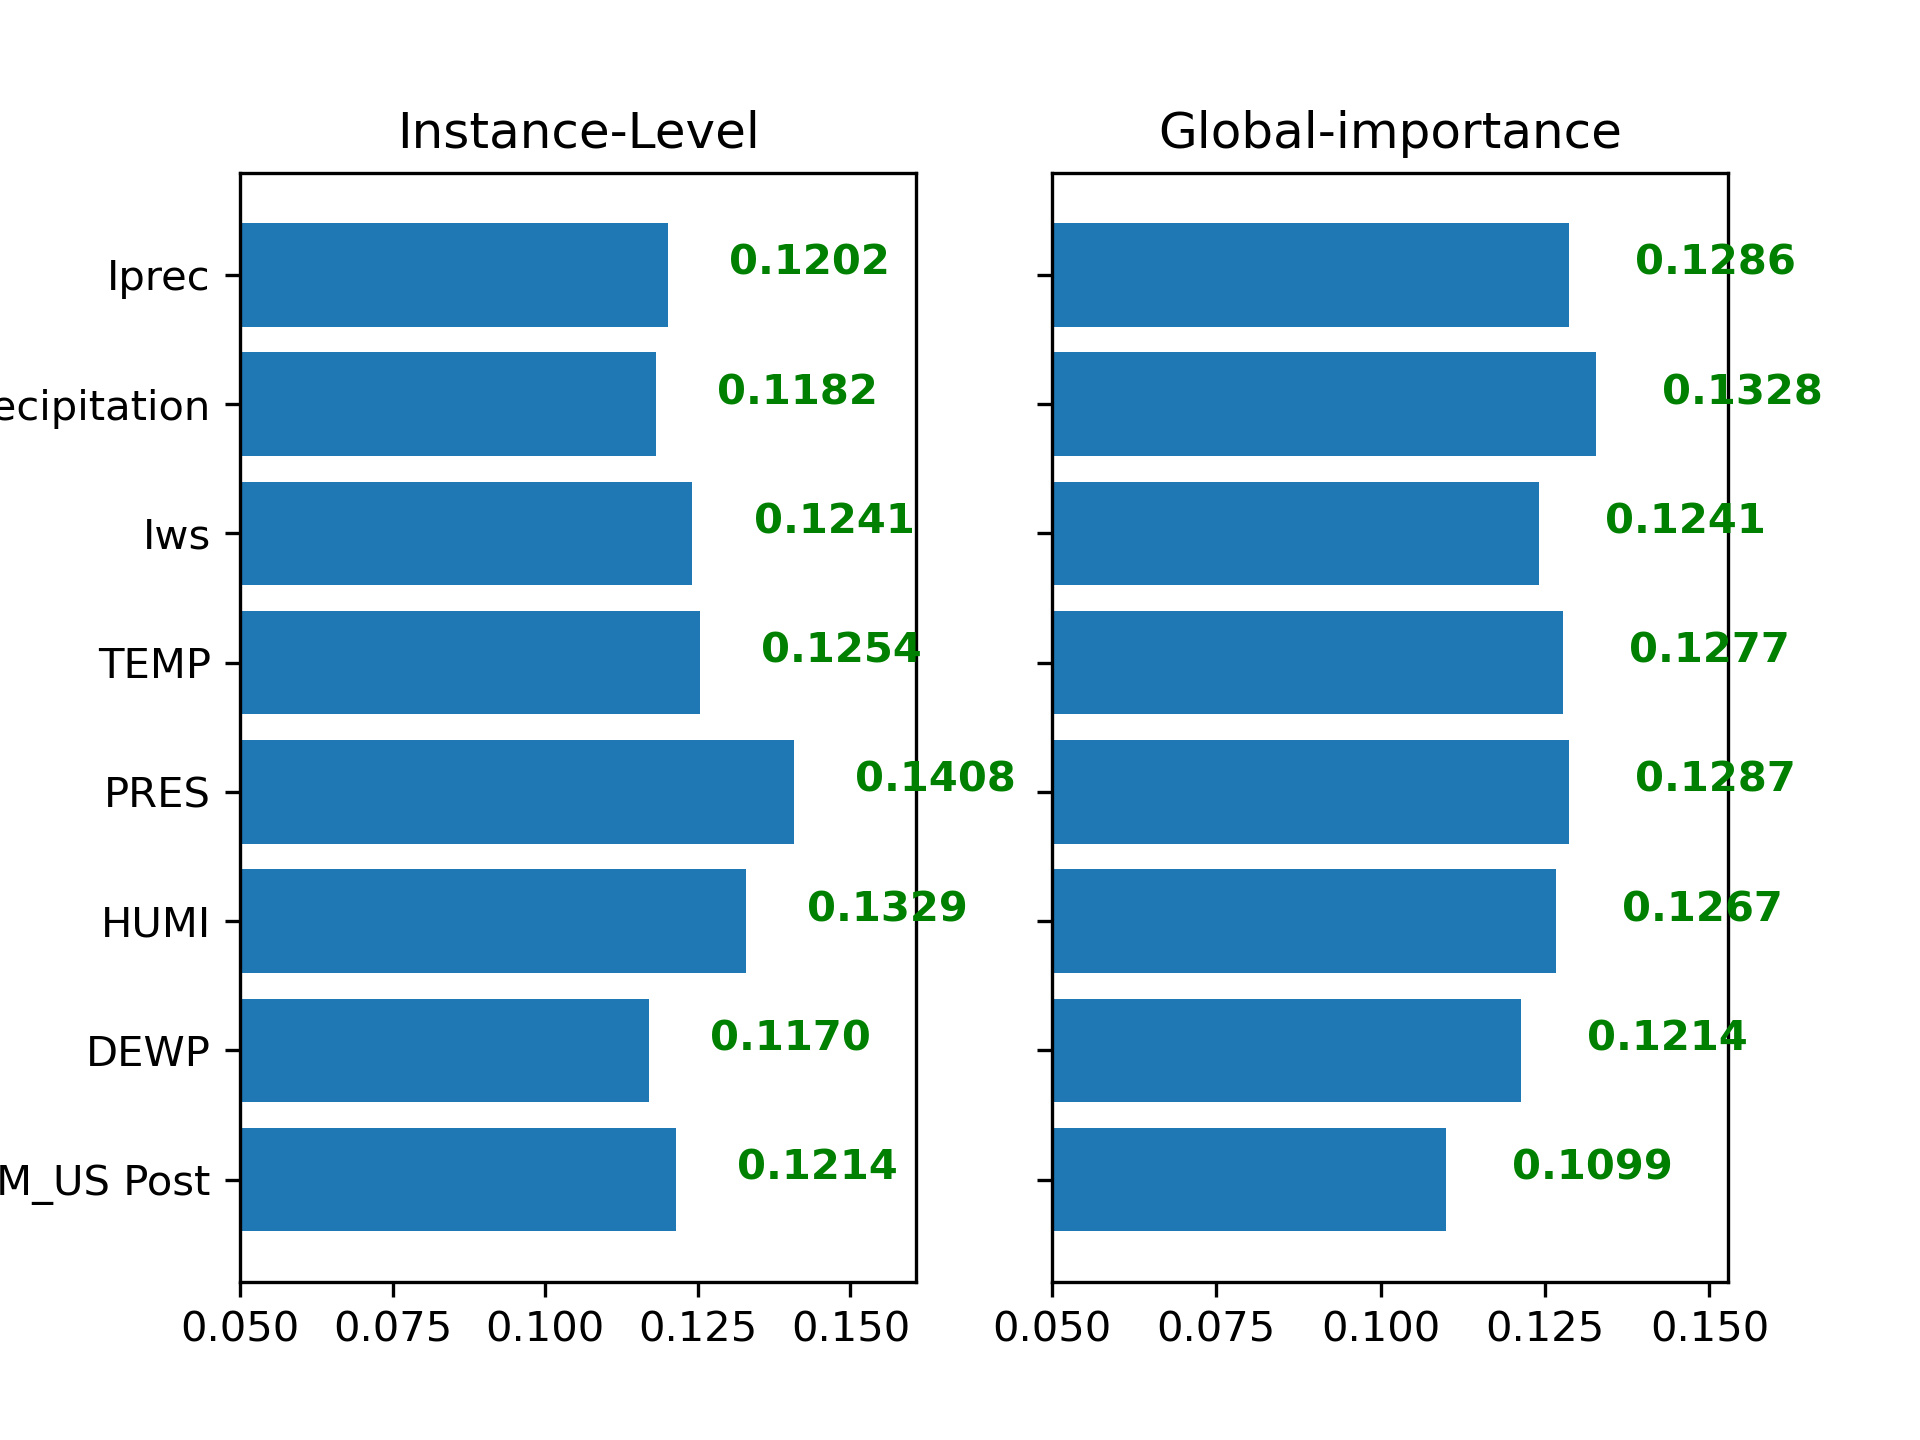 Instance-Level Global-importance
Iprec 0.1202 0.1286
ecipitation 0.1182 0.1328
Iws 0.1241 0.1241
TEMP 0.1254 0.1277
PRES 0.1408 0.1287
HUMI 0.1329 0.1267
DEWP 0.1170 0.1214
M_US Post 0.1214 0.1099
0.050 0.075 0.100 0.125 0.150 0.050 0.075 0.100 0.125 0.150